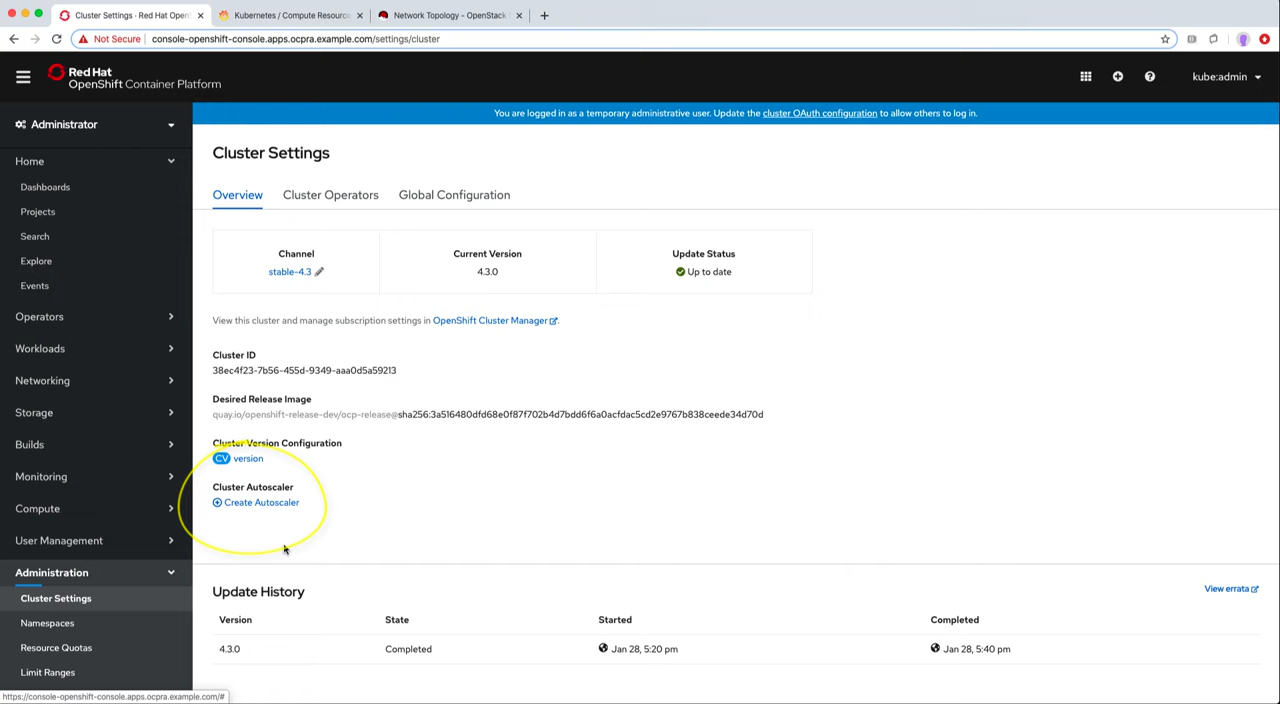 Cluster Settings · Red Hat Open
Kubernetes / Compute Resourc
Network Topology - OpenStack
Not Secure
console-openshift-console.apps.ocpra.example.com/settings/cluster
Red Hat
OpenShift Container Platform
kube:admin
You are logged in as a temporary administrative user. Update the cluster OAuth configuration to allow others to log in.
Administrator
Home
Dashboards
Projects
Search
Explore
Events
Operators
Workloads
Networking
Storage
Builds
Monitoring
Compute
User Management
Administration
Cluster Settings
Namespaces
Resource Quotas
Limit Ranges
Cluster Settings
Overview
Cluster Operators
Global Configuration
Channel
stable-4.3
Current Version
4.3.0
Update Status
Up to date
View this cluster and manage subscription settings in OpenShift Cluster Manager.
Cluster ID
38ec4f23-7b56-455d-9349-aaa0d5a59213
Desired Release Image
quay.io/openshift-release-dev/ocp-release@sha256:3a516480dfd68e0f87f702b4d7bdd6f6a0acfdac5cd2e9767b838ceede34d70d
Cluster Version Configuration
CV version
Cluster Autoscaler
Create Autoscaler
Update History
View errata
Version State Started Completed
4.3.0 Completed Jan 28, 5:20 pm Jan 28, 5:40 pm
https://console-openshift-console.apps.ocpra.example.com/#